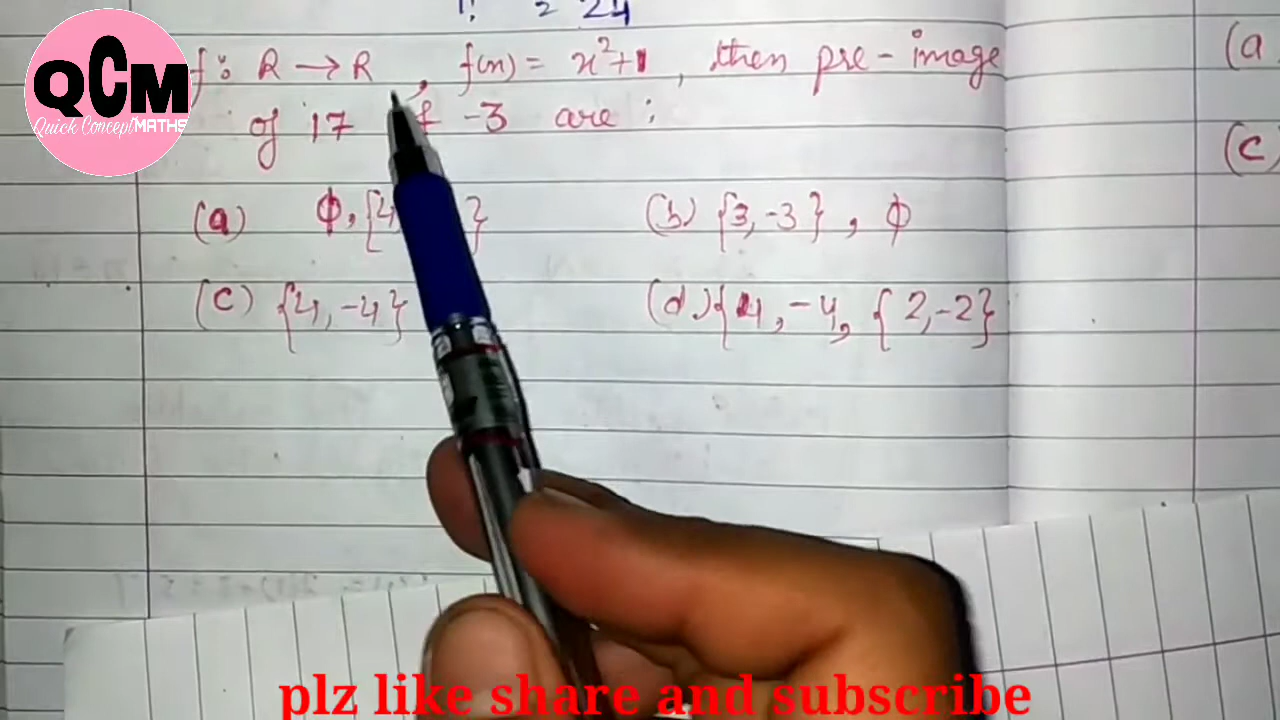 !! = 24
f: R → R, f(n) = x²+1, then pre-image
of 17 & -3 are :
(a) ϕ, {4 }
(b) {3, -3}, ϕ
(c) {4, -4}
(d.) {4, -4, {2, -2}
(a
(c)
QCM
Quick Concept MATHS
plz like share and subscribe